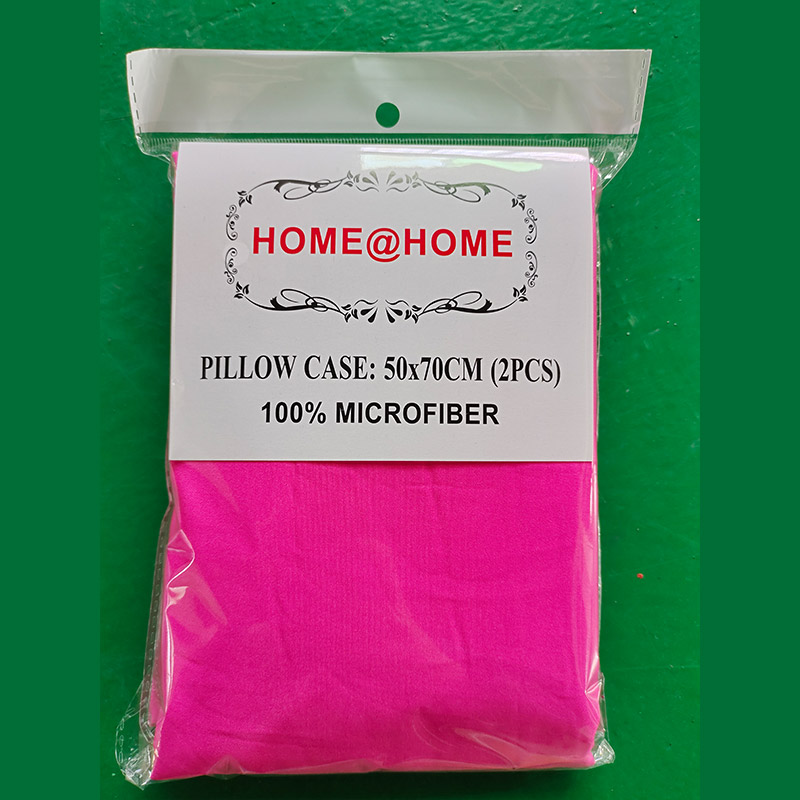 HOME@HOME
PILLOW CASE: 50x70CM (2PCS)
100% MICROFIBER